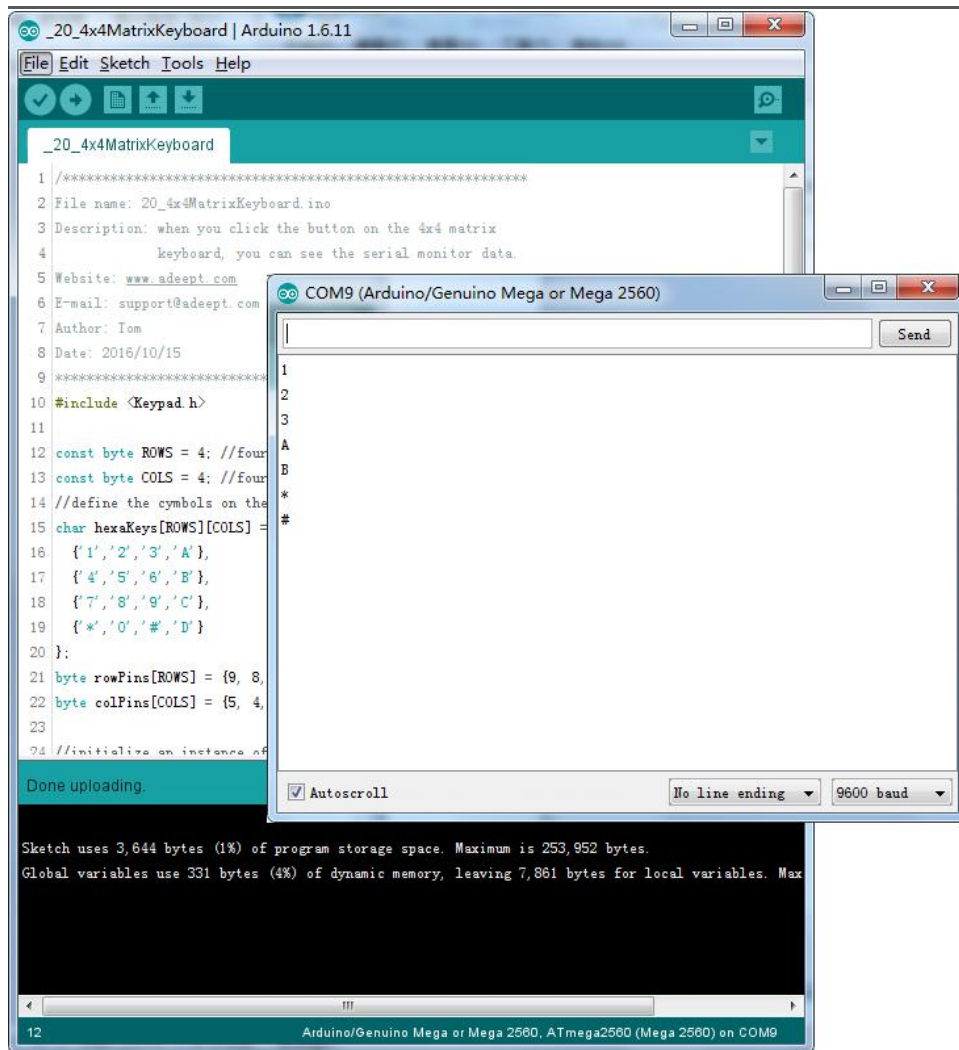 _20_4x4MatrixKeyboard | Arduino 1.6.11
File Edit Sketch Tools Help
_20_4x4MatrixKeyboard
1 /**********************************************************
2 File name: 20_4x4MatrixKeyboard.ino
3 Description: when you click the button on the 4x4 matrix
4 keyboard, you can see the serial monitor data.
5 Website: www.adeept.com
6 E-mail: support@adeept.com
7 Author: Tom
8 Date: 2016/10/15
9 ***************************
10 #include <Keypad.h>
11
12 const byte ROWS = 4; //four
13 const byte COLS = 4; //four
14 //define the cymbols on the
15 char hexaKeys[ROWS][COLS] =
16 {'1','2','3','A'},
17 {'4','5','6','B'},
18 {'7','8','9','C'},
19 {'*','0','#','D'}
20 };
21 byte rowPins[ROWS] = {9, 8,
22 byte colPins[COLS] = {5, 4,
23
24 //initialize an instance of
COM9 (Arduino/Genuino Mega or Mega 2560)
Send
1
2
3
A
B
*
#
Autoscroll
No line ending
9600 baud
Done uploading.
Sketch uses 3,644 bytes (1%) of program storage space. Maximum is 253,952 bytes.
Global variables use 331 bytes (4%) of dynamic memory, leaving 7,861 bytes for local variables. Max
12
Arduino/Genuino Mega or Mega 2560, ATmega2560 (Mega 2560) on COM9